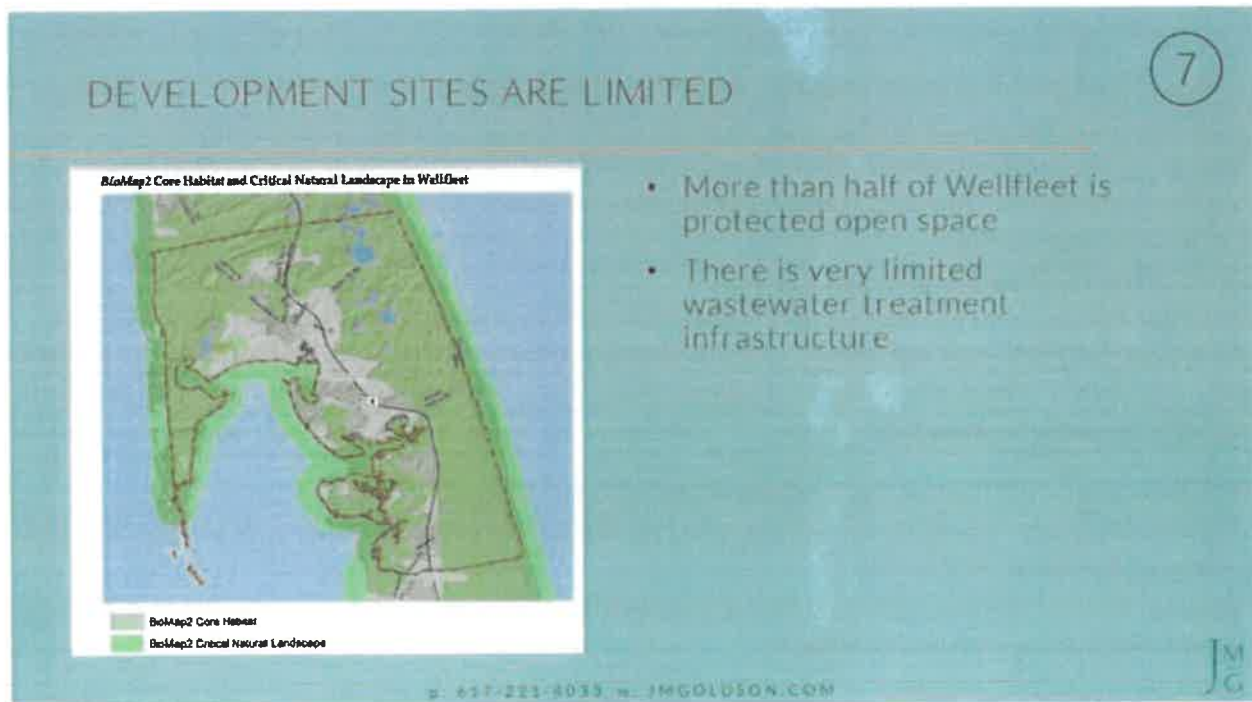 7
DEVELOPMENT SITES ARE LIMITED
BioMap2 Core Habitat and Critical Natural Landscape in Wellfleet
• More than half of Wellfleet is
protected open space
• There is very limited
wastewater treatment
infrastructure
BioMap2 Core Habitat
BioMap2 Critical Natural Landscape
JMGOLDSON.COM
JM
G